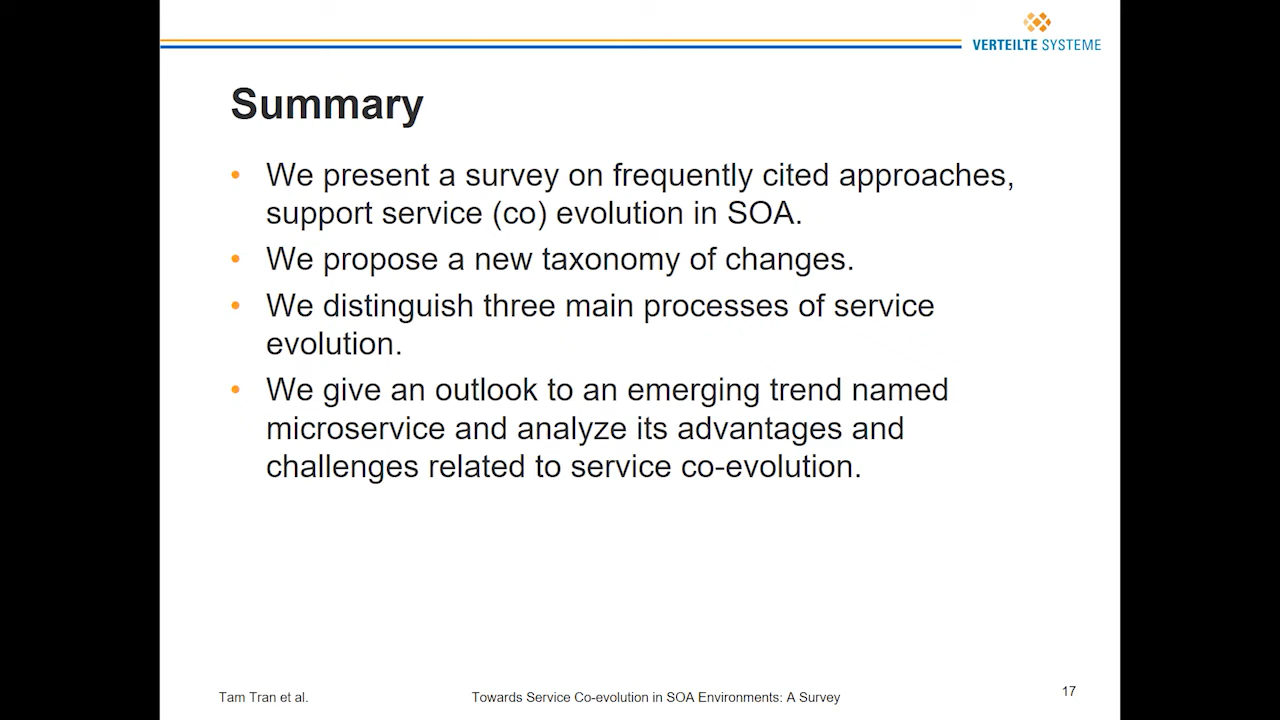 VERTEILTE SYSTEME
Summary
• We present a survey on frequently cited approaches,
support service (co) evolution in SOA.
• We propose a new taxonomy of changes.
• We distinguish three main processes of service
evolution.
• We give an outlook to an emerging trend named
microservice and analyze its advantages and
challenges related to service co-evolution.
Tam Tran et al.
Towards Service Co-evolution in SOA Environments: A Survey
17